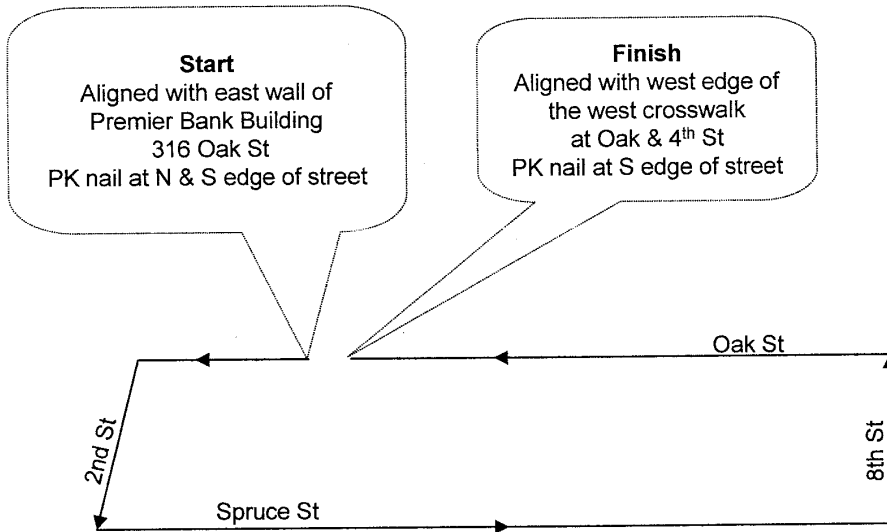 Start
Aligned with east wall of
Premier Bank Building
316 Oak St
PK nail at N & S edge of street
Finish
Aligned with west edge of
the west crosswalk
at Oak & 4th St
PK nail at S edge of street
Oak St
2nd St
8th St
Spruce St